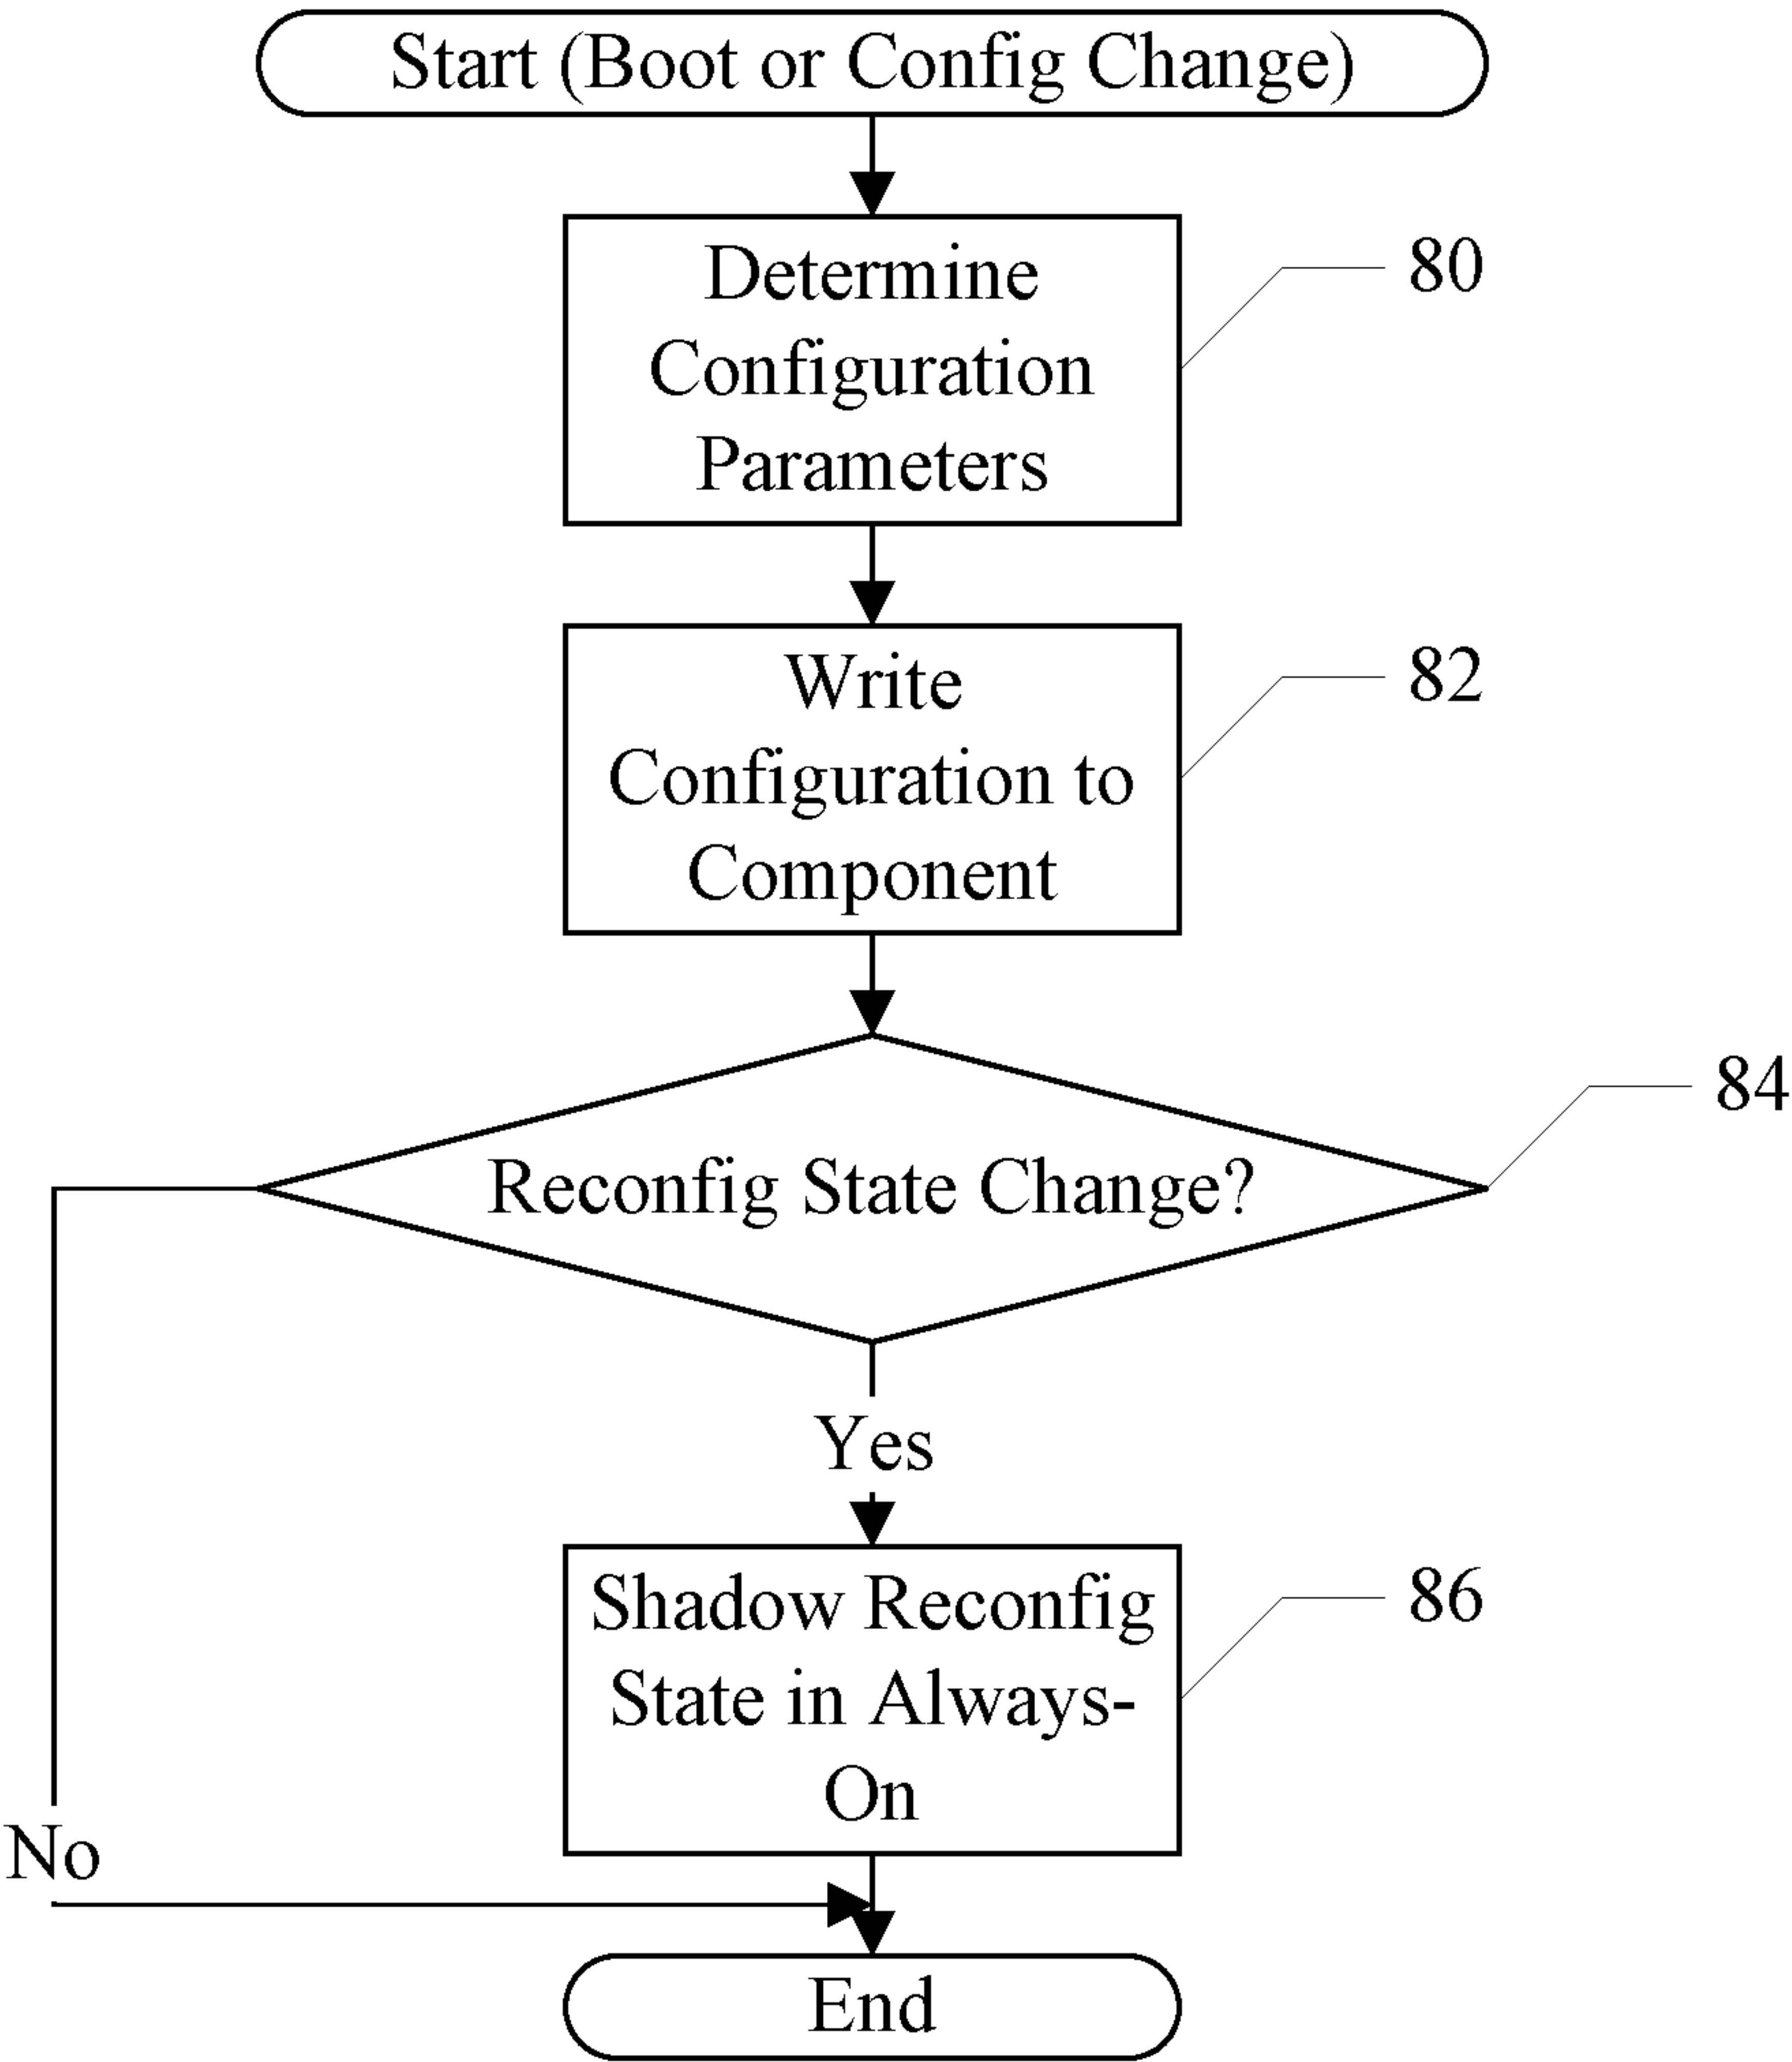 Start (Boot or Config Change)
Determine
Configuration
Parameters
80
Write
Configuration to
Component
82
84
Reconfig State Change?
Yes
Shadow Reconfig
State in Always-
On
86
No
End